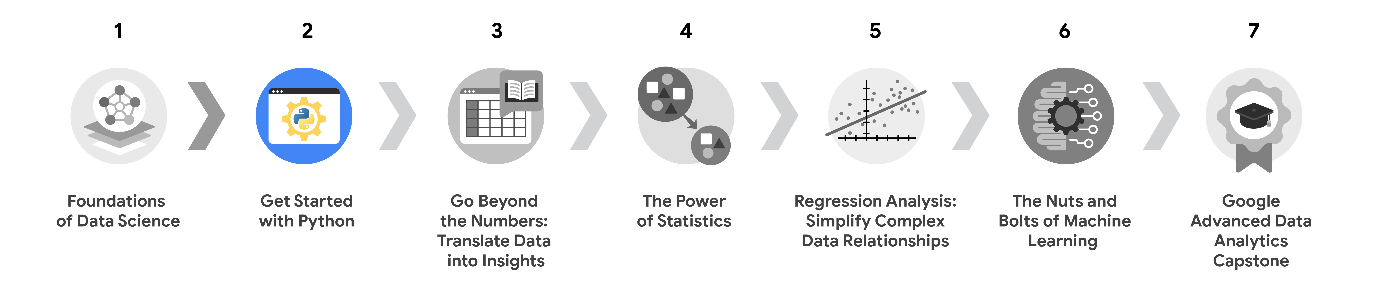 1
2
3
4
5
6
7
Foundations
of Data Science
Get Started
with Python
Go Beyond
the Numbers:
Translate Data
into Insights
The Power
of Statistics
Regression Analysis:
Simplify Complex
Data Relationships
The Nuts and
Bolts of Machine
Learning
Google
Advanced Data
Analytics
Capstone